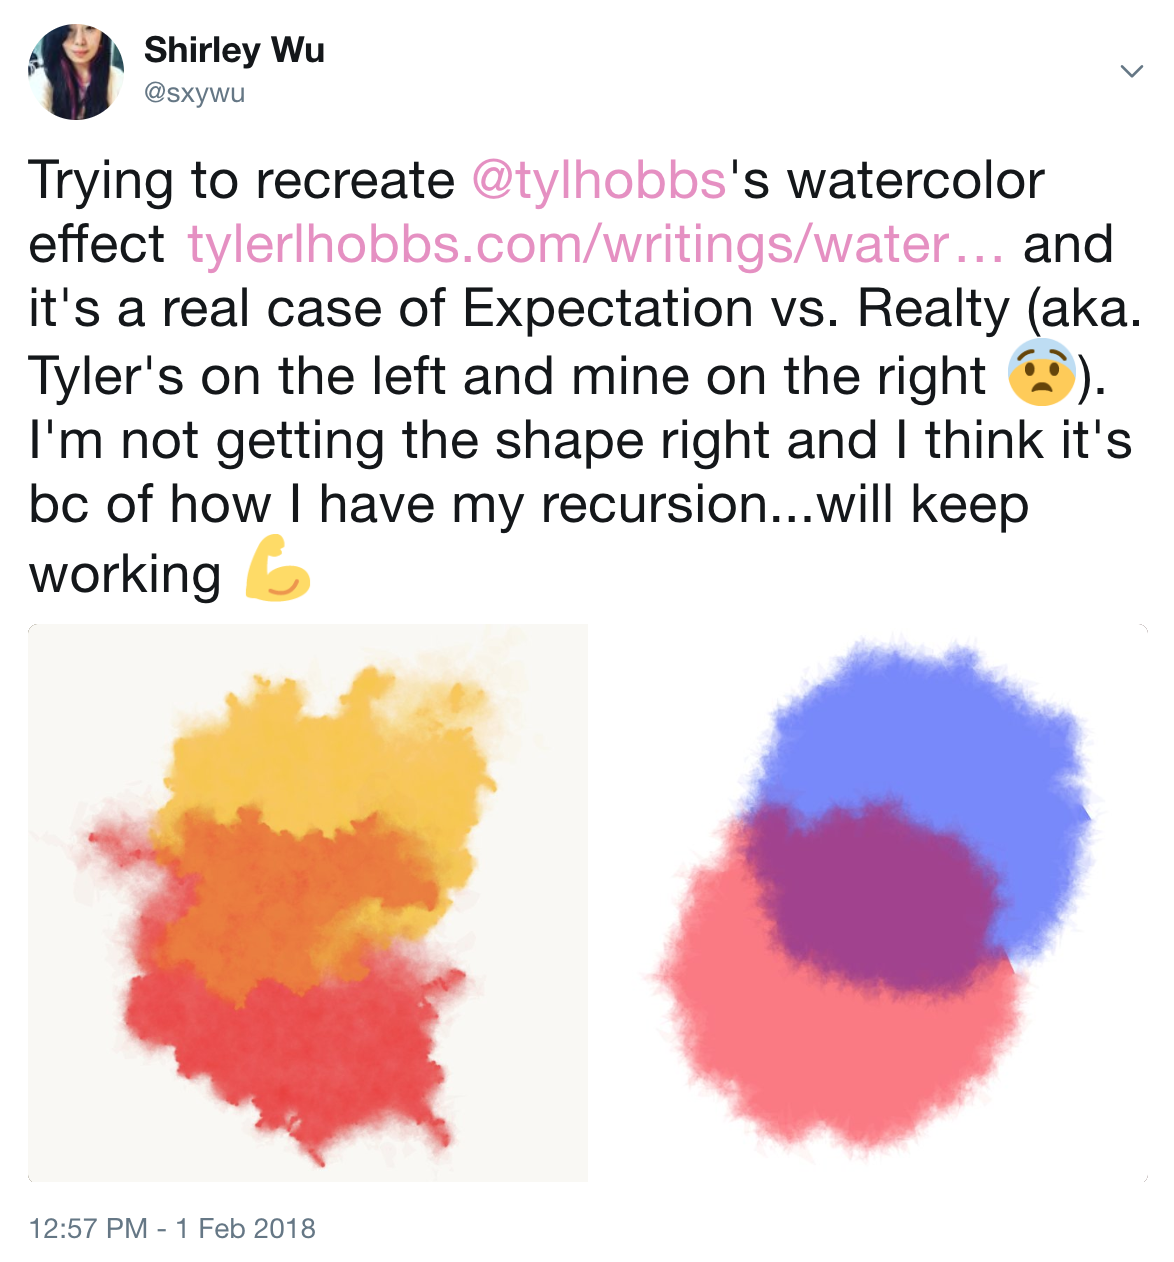 Shirley Wu
@sxywu
Trying to recreate @tylhobbs's watercolor
effect tylerlhobbs.com/writings/water… and
it's a real case of Expectation vs. Realty (aka.
Tyler's on the left and mine on the right 😨).
I'm not getting the shape right and I think it's
bc of how I have my recursion...will keep
working 💪
12:57 PM - 1 Feb 2018